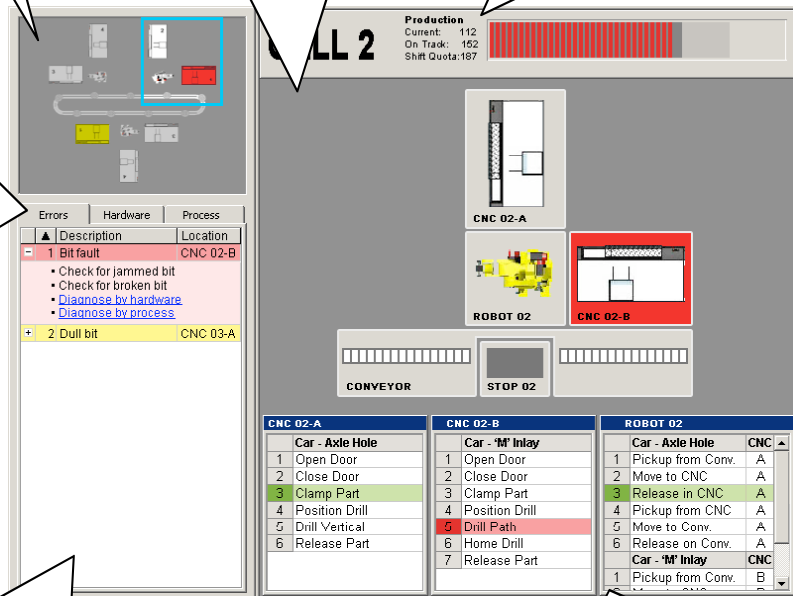 Production
Current: 112
On Track: 152
Shift Quota:187
LL 2
CNC 02-A
ROBOT 02
CNC 02-B
CONVEYOR
STOP 02
Errors Hardware Process
Description Location
1 Bit fault CNC 02-B
Check for jammed bit
Check for broken bit
Diagnose by hardware
Diagnose by process
2 Dull bit CNC 03-A
CNC 02-A
Car - Axle Hole
1 Open Door
2 Close Door
3 Clamp Part
4 Position Drill
5 Drill Vertical
6 Release Part
CNC 02-B
Car - ‘M’ Inlay
1 Open Door
2 Close Door
3 Clamp Part
4 Position Drill
5 Drill Path
6 Home Drill
7 Release Part
ROBOT 02
Car - Axle Hole CNC
1 Pickup from Conv. A
2 Move to CNC A
3 Release in CNC A
4 Pickup from CNC A
5 Move to Conv. A
6 Release on Conv. A
Car - ‘M’ Inlay CNC
1 Pickup from Conv. B